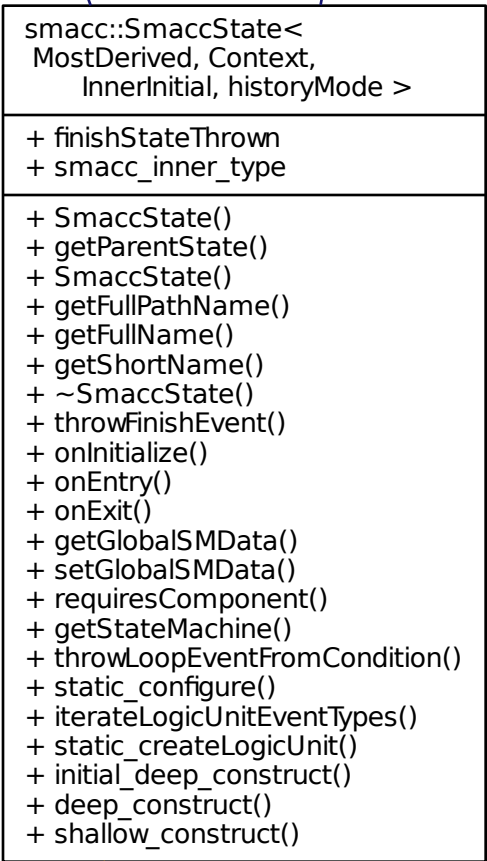 smacc::SmaccState<
MostDerived, Context,
InnerInitial, historyMode >
+ finishStateThrown
+ smacc_inner_type
+ SmaccState()
+ getParentState()
+ SmaccState()
+ getFullPathName()
+ getFullName()
+ getShortName()
+ ~SmaccState()
+ throwFinishEvent()
+ onInitialize()
+ onEntry()
+ onExit()
+ getGlobalSMData()
+ setGlobalSMData()
+ requiresComponent()
+ getStateMachine()
+ throwLoopEventFromCondition()
+ static_configure()
+ iterateLogicUnitEventTypes()
+ static_createLogicUnit()
+ initial_deep_construct()
+ deep_construct()
+ shallow_construct()